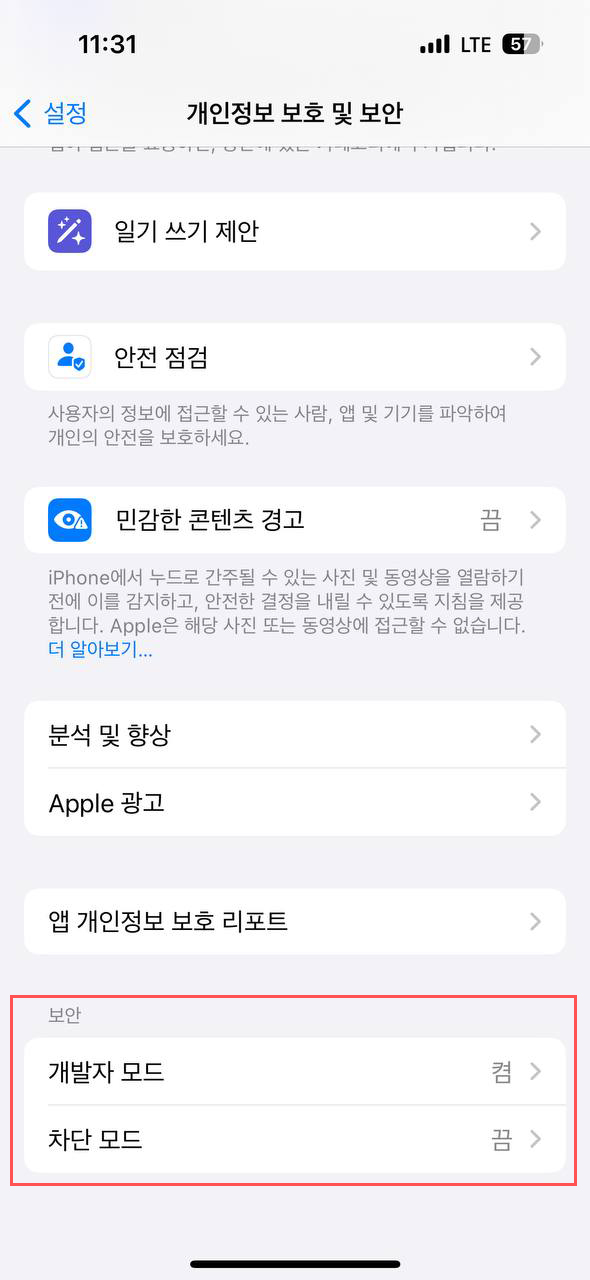 11:31
LTE 57
설정
개인정보 보호 및 보안
일기 쓰기 제안
안전 점검
사용자의 정보에 접근할 수 있는 사람, 앱 및 기기를 파악하여
개인의 안전을 보호하세요.
민감한 콘텐츠 경고 끔
iPhone에서 누드로 간주될 수 있는 사진 및 동영상을 열람하기
전에 이를 감지하고, 안전한 결정을 내릴 수 있도록 지침을 제공
합니다. Apple은 해당 사진 또는 동영상에 접근할 수 없습니다.
더 알아보기...
분석 및 향상
Apple 광고
앱 개인정보 보호 리포트
보안
개발자 모드 켬
차단 모드 끔